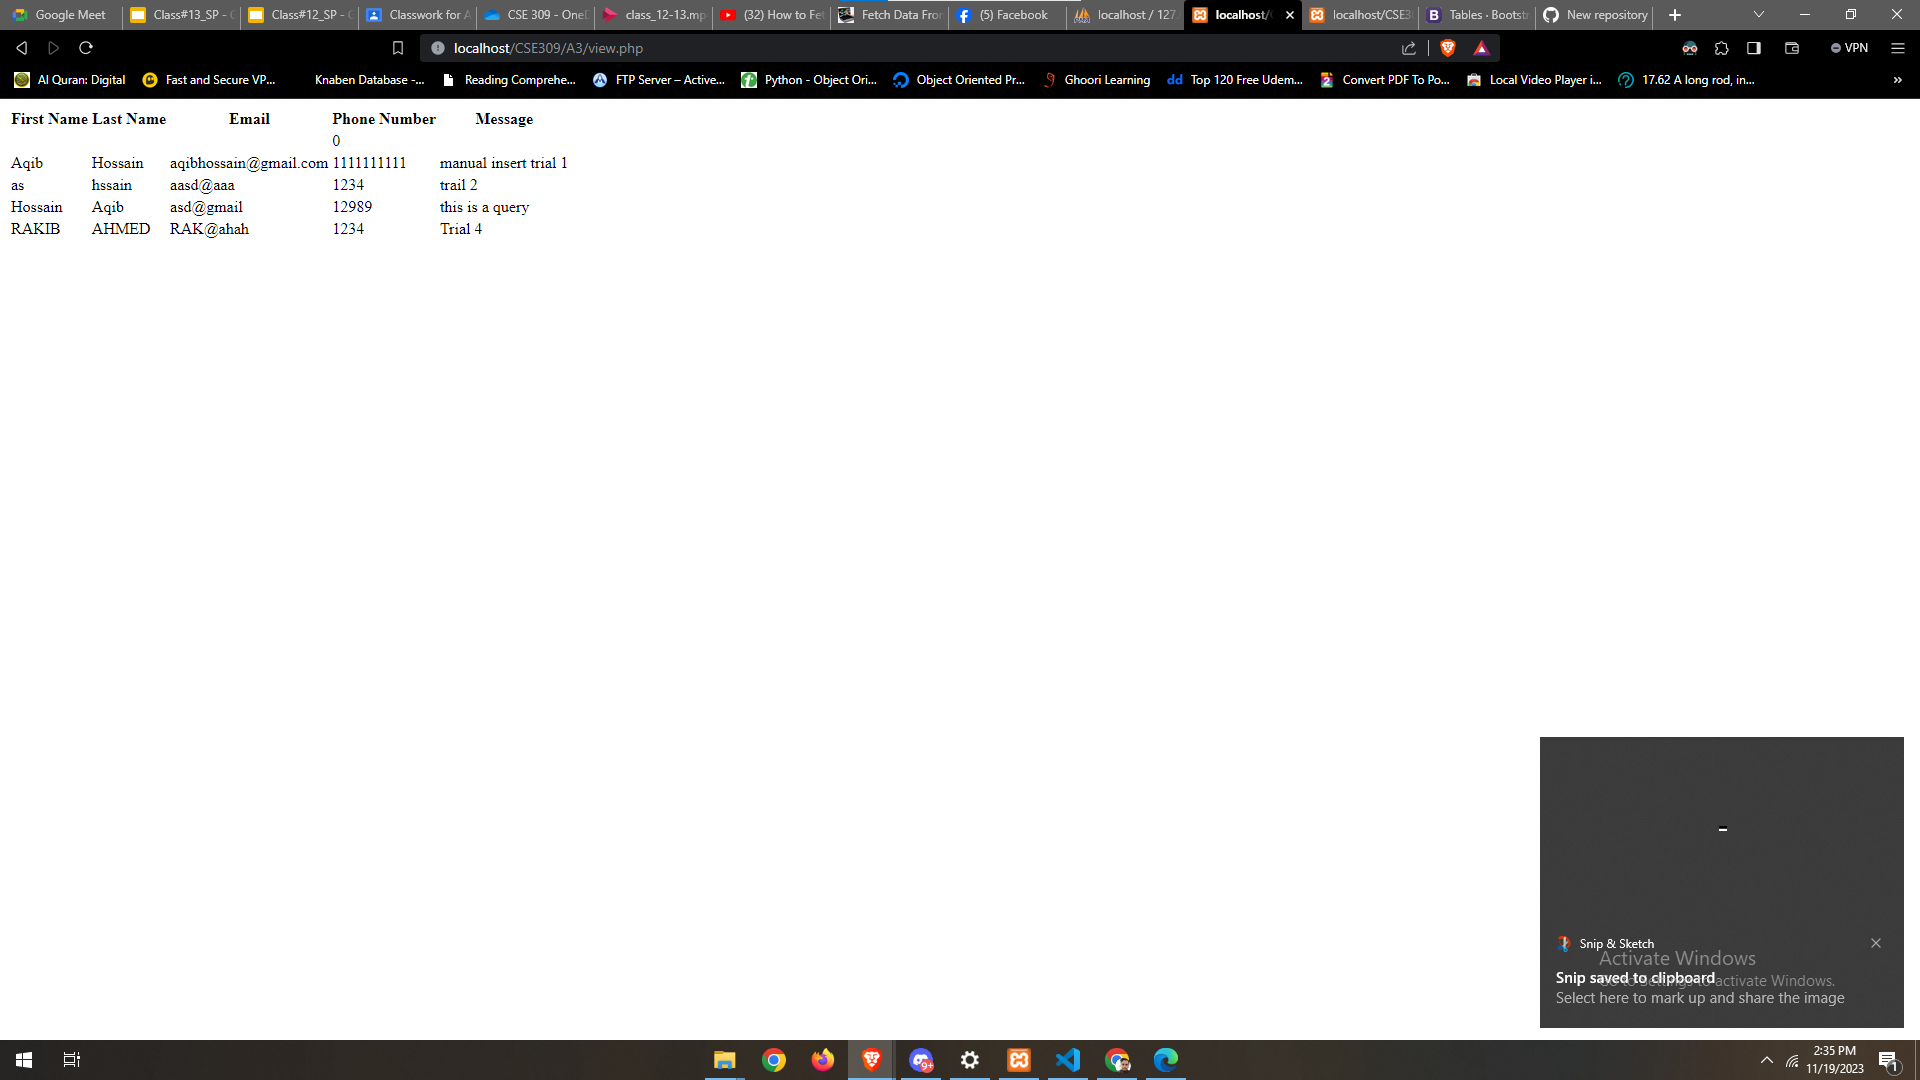 Google Meet Class#13_SP - G Class#12_SP - G Classwork for A CSE 309 - OneD class_12-13.mp (32) How to Fet Fetch Data Fron (5) Facebook localhost / 127. localhost/ localhost/CSE3 Tables · Bootst New repository
localhost/CSE309/A3/view.php VPN
Al Quran: Digital Fast and Secure VP... Knaben Database -... Reading Comprehe... FTP Server – Active... Python - Object Ori... Object Oriented Pr... Ghoori Learning dd Top 120 Free Udem... Convert PDF To Po... Local Video Player i... 17.62 A long rod, in... »
First Name Last Name Email Phone Number Message
0
Aqib Hossain aqibhossain@gmail.com 1111111111 manual insert trial 1
as hssain aasd@aaa 1234 trail 2
Hossain Aqib asd@gmail 12989 this is a query
RAKIB AHMED RAK@ahah 1234 Trial 4
Snip & Sketch
Activate Windows
Snip saved to clipboard
Go to Settings to activate Windows.
Select here to mark up and share the image
9+
2:35 PM
11/19/2023
1